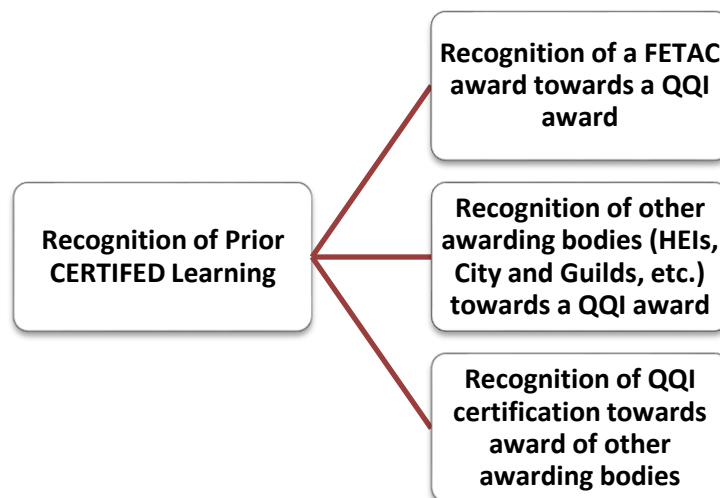 Recognition of a FETAC
award towards a QQI
award
Recognition of Prior
CERTIFED Learning
Recognition of other
awarding bodies (HEIs,
City and Guilds, etc.)
towards a QQI award
Recognition of QQI
certification towards
award of other
awarding bodies